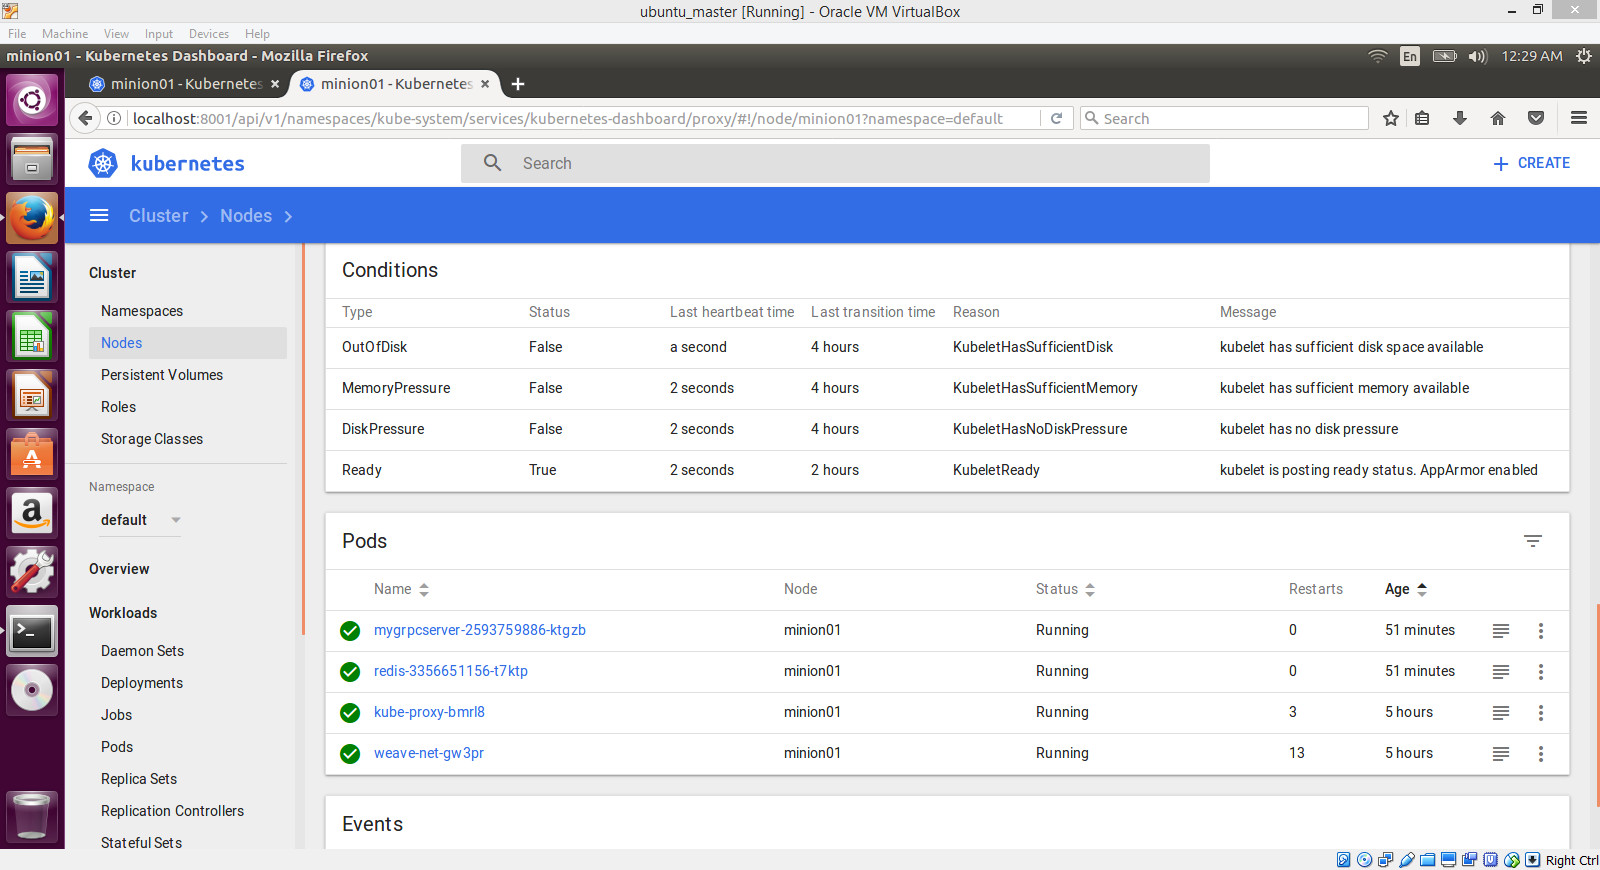 ubuntu_master [Running] - Oracle VM VirtualBox
File Machine View Input Devices Help
minion01 - Kubernetes Dashboard - Mozilla Firefox
En
12:29 AM
minion01 - Kubernetes
minion01 - Kubernetes
localhost:8001/api/v1/namespaces/kube-system/services/kubernetes-dashboard/proxy/#!/node/minion01?namespace=default
Search
kubernetes
Search
CREATE
Cluster Nodes
Cluster
Namespaces
Nodes
Persistent Volumes
Roles
Storage Classes
Namespace
default
Overview
Workloads
Daemon Sets
Deployments
Jobs
Pods
Replica Sets
Replication Controllers
Stateful Sets
Conditions
Type Status Last heartbeat time Last transition time Reason Message
OutOfDisk False a second 4 hours KubeletHasSufficientDisk kubelet has sufficient disk space available
MemoryPressure False 2 seconds 4 hours KubeletHasSufficientMemory kubelet has sufficient memory available
DiskPressure False 2 seconds 4 hours KubeletHasNoDiskPressure kubelet has no disk pressure
Ready True 2 seconds 2 hours KubeletReady kubelet is posting ready status. AppArmor enabled
Pods
Name Node Status Restarts Age
mygrpcserver-2593759886-ktgzb minion01 Running 0 51 minutes
redis-3356651156-t7ktp minion01 Running 0 51 minutes
kube-proxy-bmrl8 minion01 Running 3 5 hours
weave-net-gw3pr minion01 Running 13 5 hours
Events
Right Ctrl